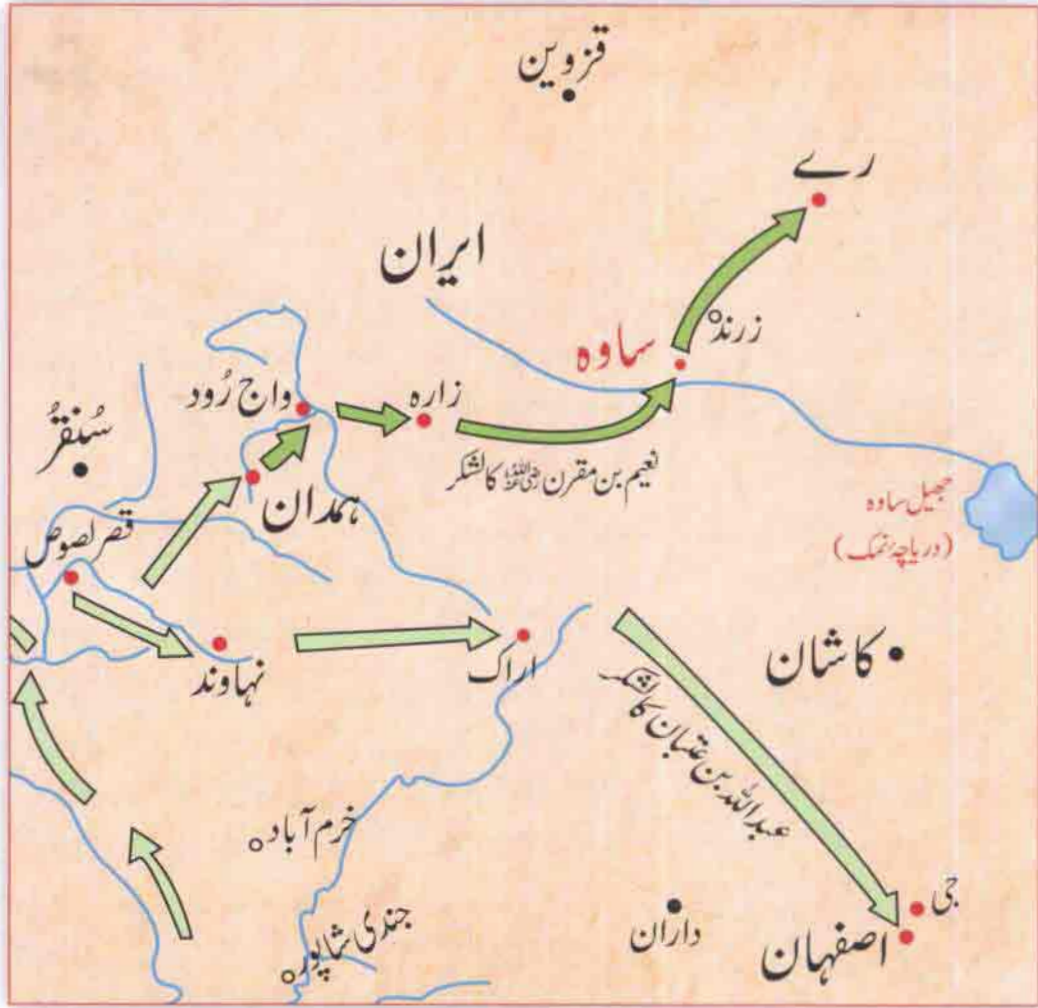 قزوین
رے
ایران
زرند
ساوہ
زارہ
واج رُود
سُنقرُ
نعیم بن مقرن رضی اللہ عنہ کا لشکر
ہمدان
جھیل ساوہ
(دریاچہ نمک)
قصر لصوص
کاشان
اراک
نہاوند
عبداللہ بن عتبان کا لشکر
خرم آباد
جی
داران
اصفہان
جندیٔ شاپور